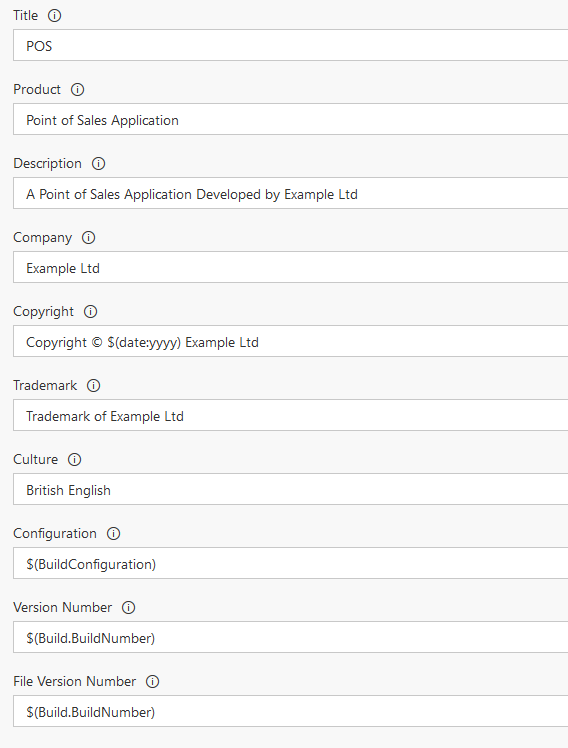 Title
POS
Product
Point of Sales Application
Description
A Point of Sales Application Developed by Example Ltd
Company
Example Ltd
Copyright
Copyright © $(date:yyyy) Example Ltd
Trademark
Trademark of Example Ltd
Culture
British English
Configuration
$(BuildConfiguration)
Version Number
$(Build.BuildNumber)
File Version Number
$(Build.BuildNumber)